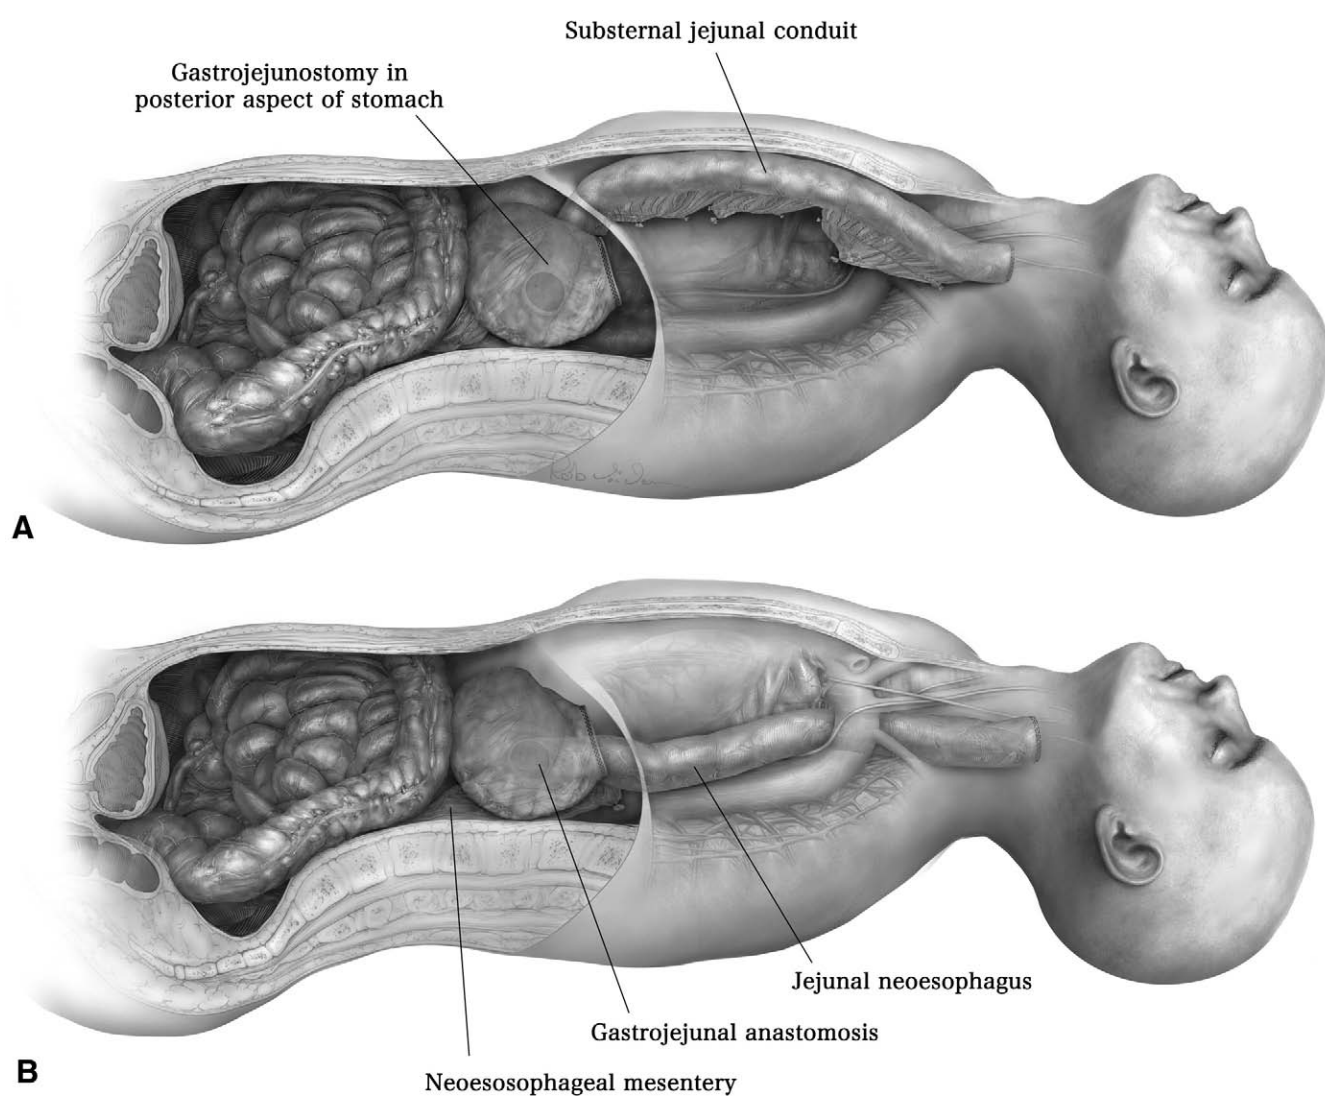 Substernal jejunal conduit
Gastrojejunostomy in
posterior aspect of stomach
A
Jejunal neoesophagus
Gastrojejunal anastomosis
Neoesosophageal mesentery
B